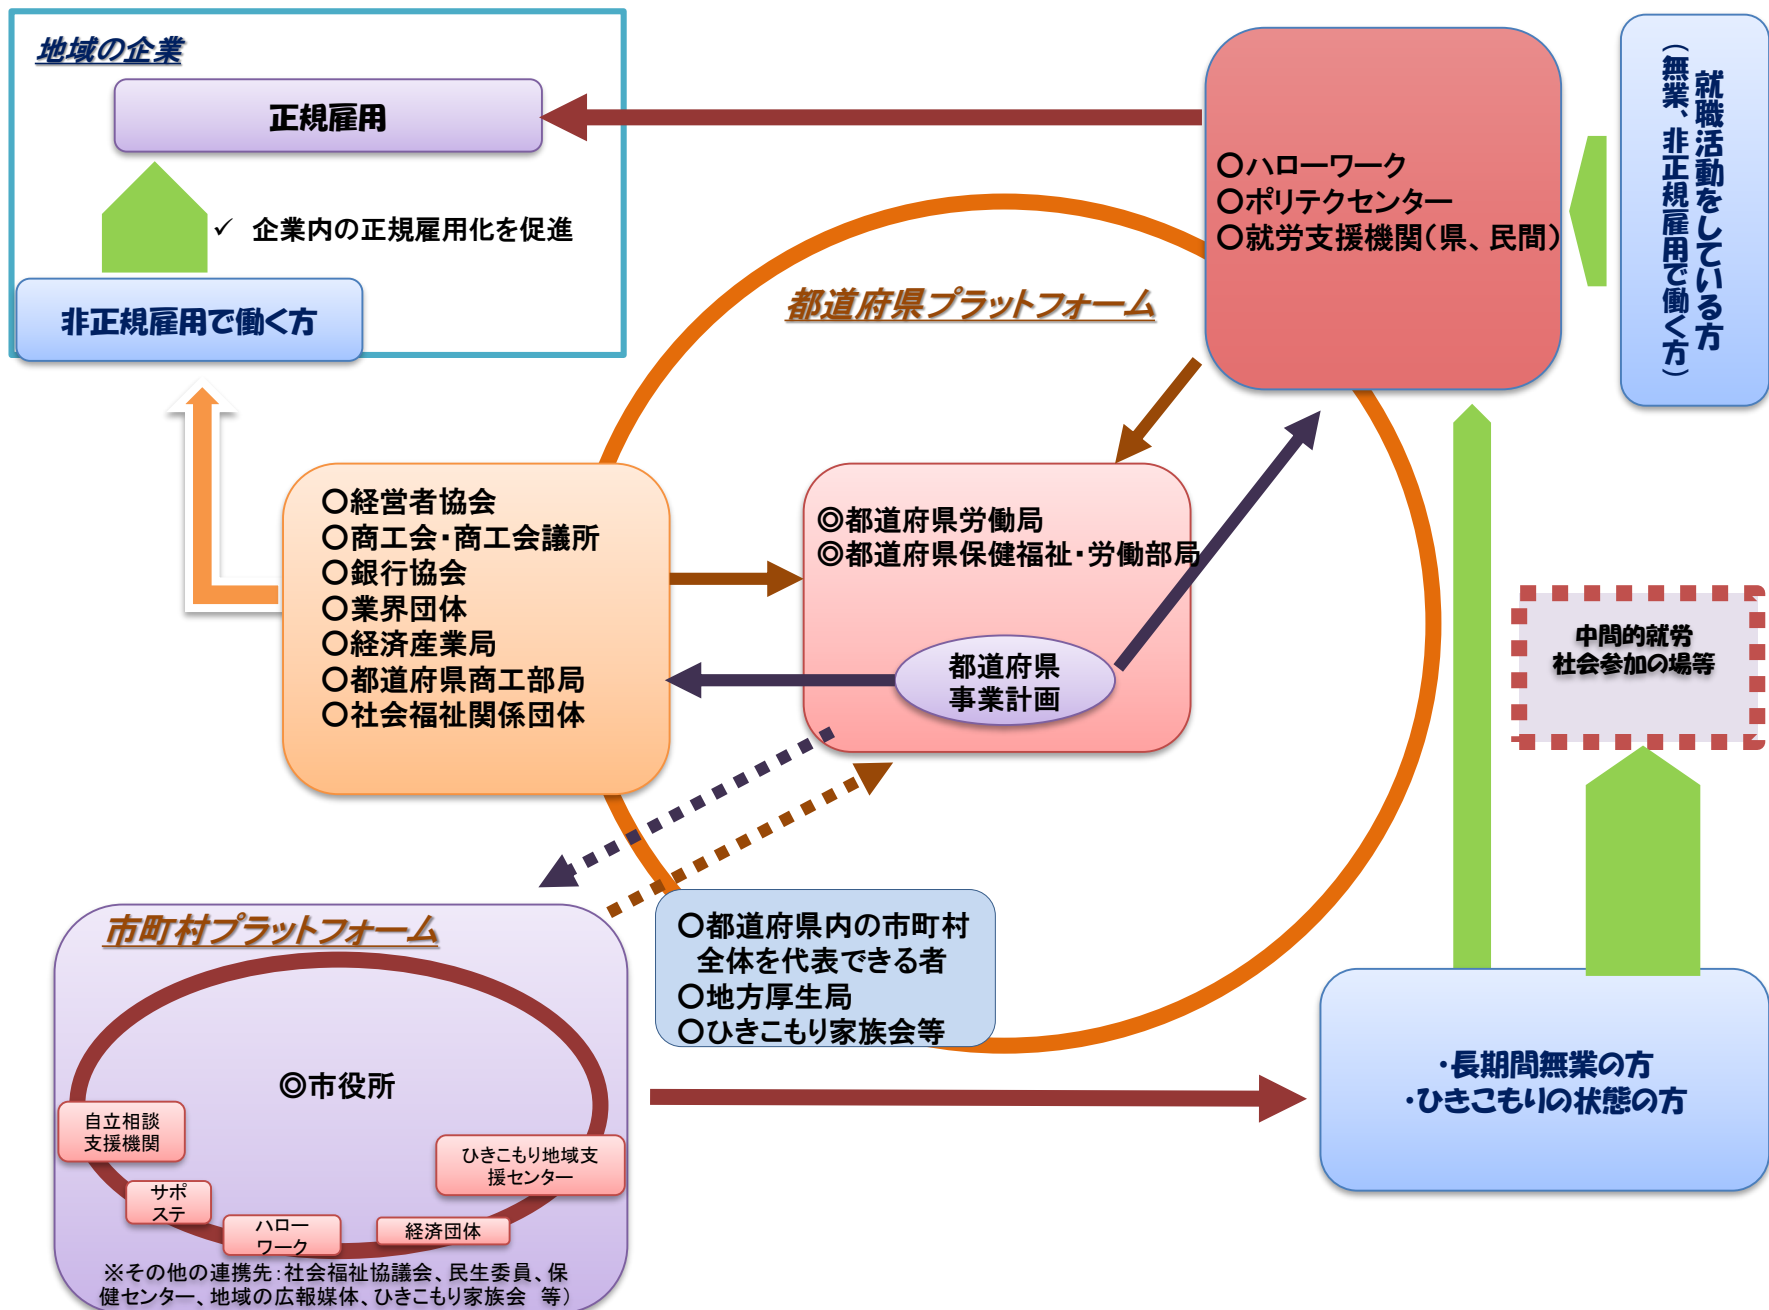 地域の企業
正規雇用
✓ 企業内の正規雇用化を促進
非正規雇用で働く方
都道府県プラットフォーム
○ハローワーク
○ポリテクセンター
○就労支援機関(県、民間)
就職活動をしている方
(無業、非正規雇用で働く方)
○経営者協会
○商工会・商工会議所
○銀行協会
○業界団体
○経済産業局
○都道府県商工部局
○社会福祉関係団体
◎都道府県労働局
◎都道府県保健福祉・労働部局
都道府県
事業計画
中間的就労
社会参加の場等
○都道府県内の市町村
全体を代表できる者
○地方厚生局
○ひきこもり家族会等
市町村プラットフォーム
◎市役所
自立相談
支援機関
サポ
ステ
ハロー
ワーク
経済団体
ひきこもり地域支
援センター
※その他の連携先:社会福祉協議会、民生委員、保
健センター、地域の広報媒体、ひきこもり家族会 等)
・長期間無業の方
・ひきこもりの状態の方